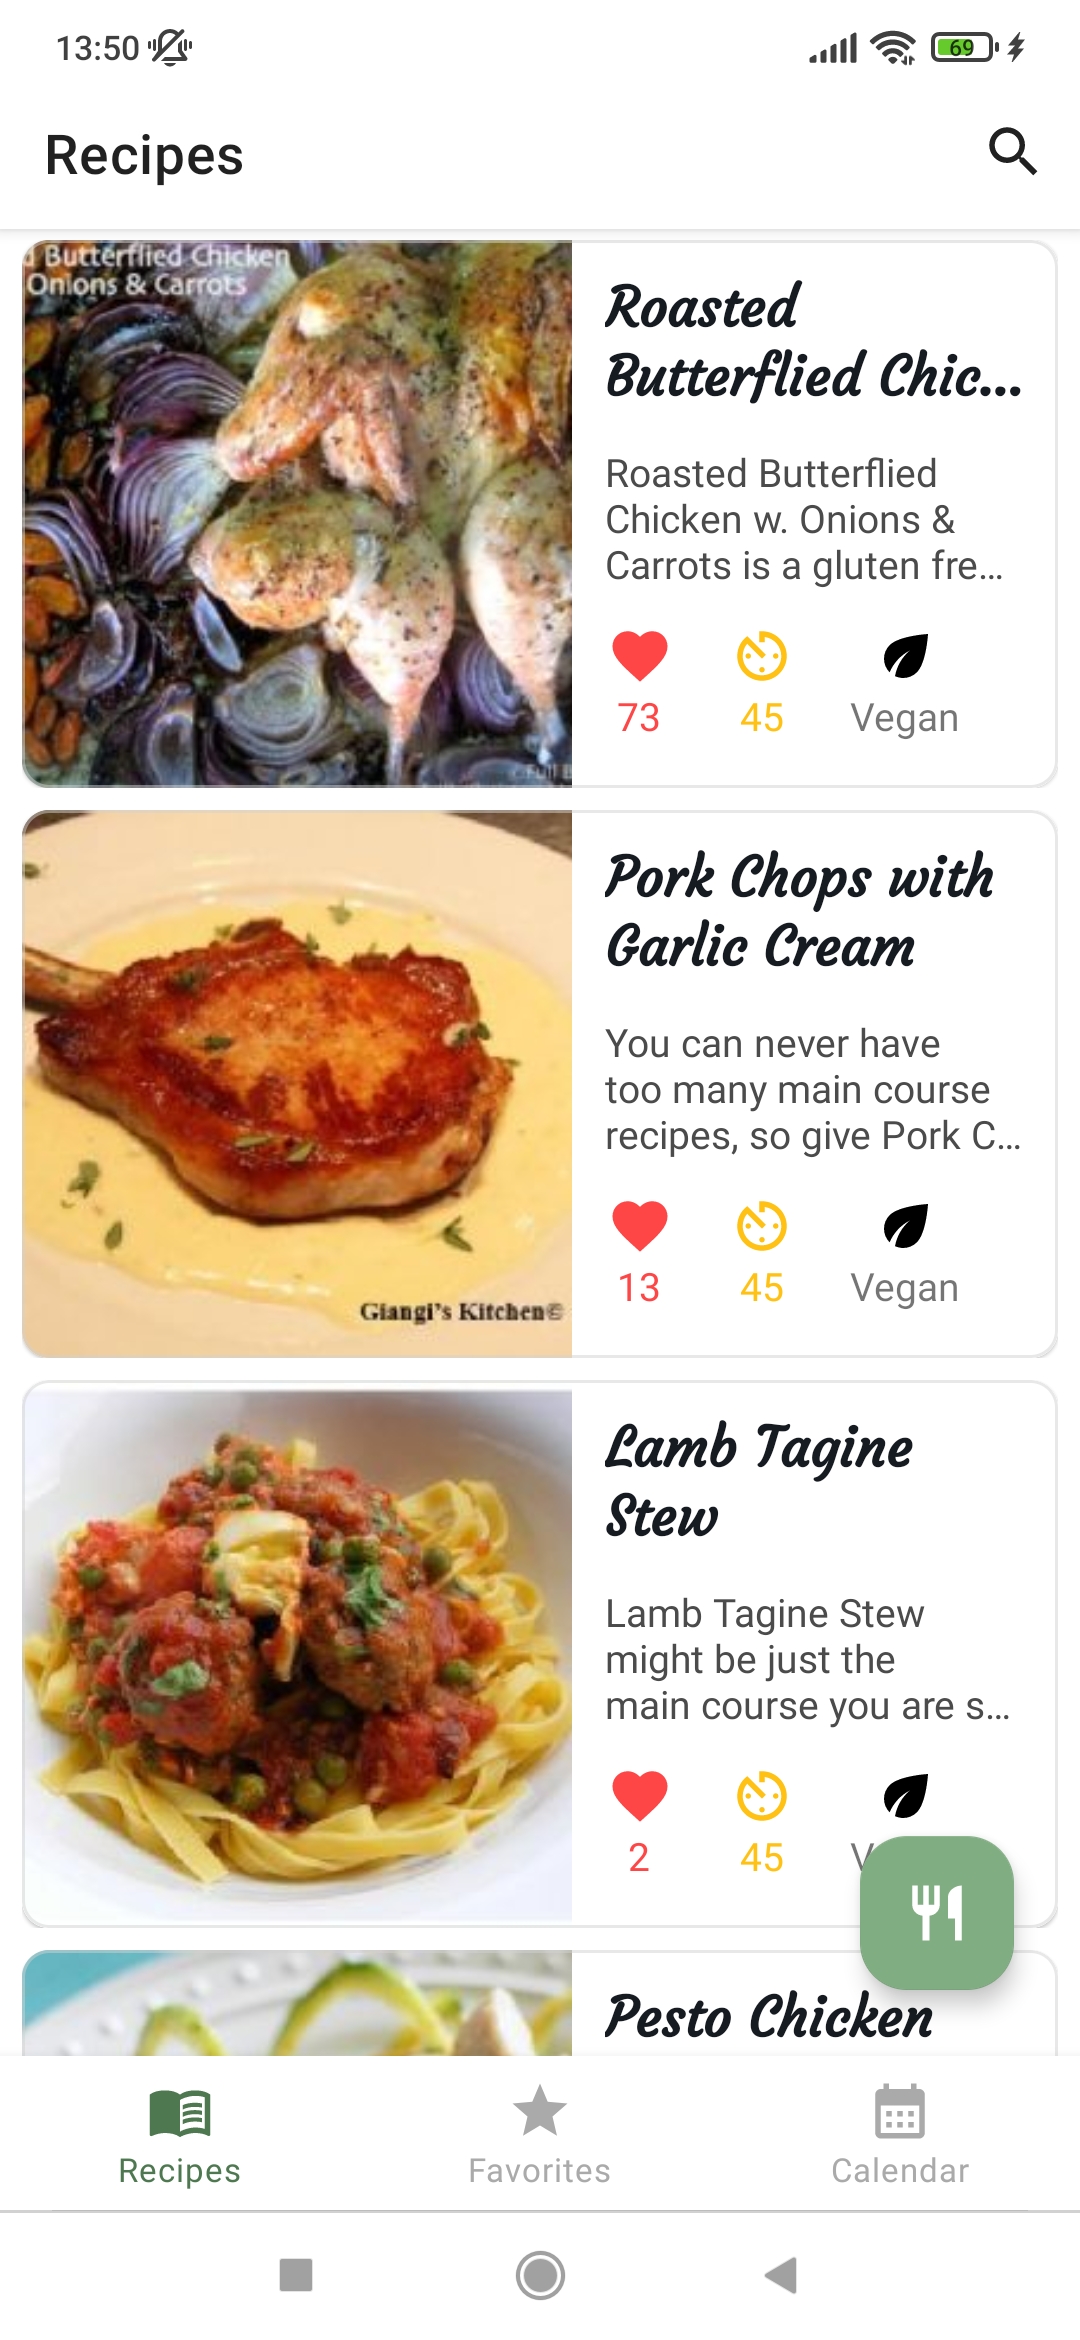 13:50
69
Recipes
Butterflied Chicken
Onions & Carrots
Roasted
Butterflied Chic...
Roasted Butterflied
Chicken w. Onions &
Carrots is a gluten fre...
73
45
Vegan
Giangi's Kitchen©
Pork Chops with
Garlic Cream
You can never have
too many main course
recipes, so give Pork C...
13
45
Vegan
Lamb Tagine
Stew
Lamb Tagine Stew
might be just the
main course you are s...
2
45
Pesto Chicken
Recipes
Favorites
Calendar